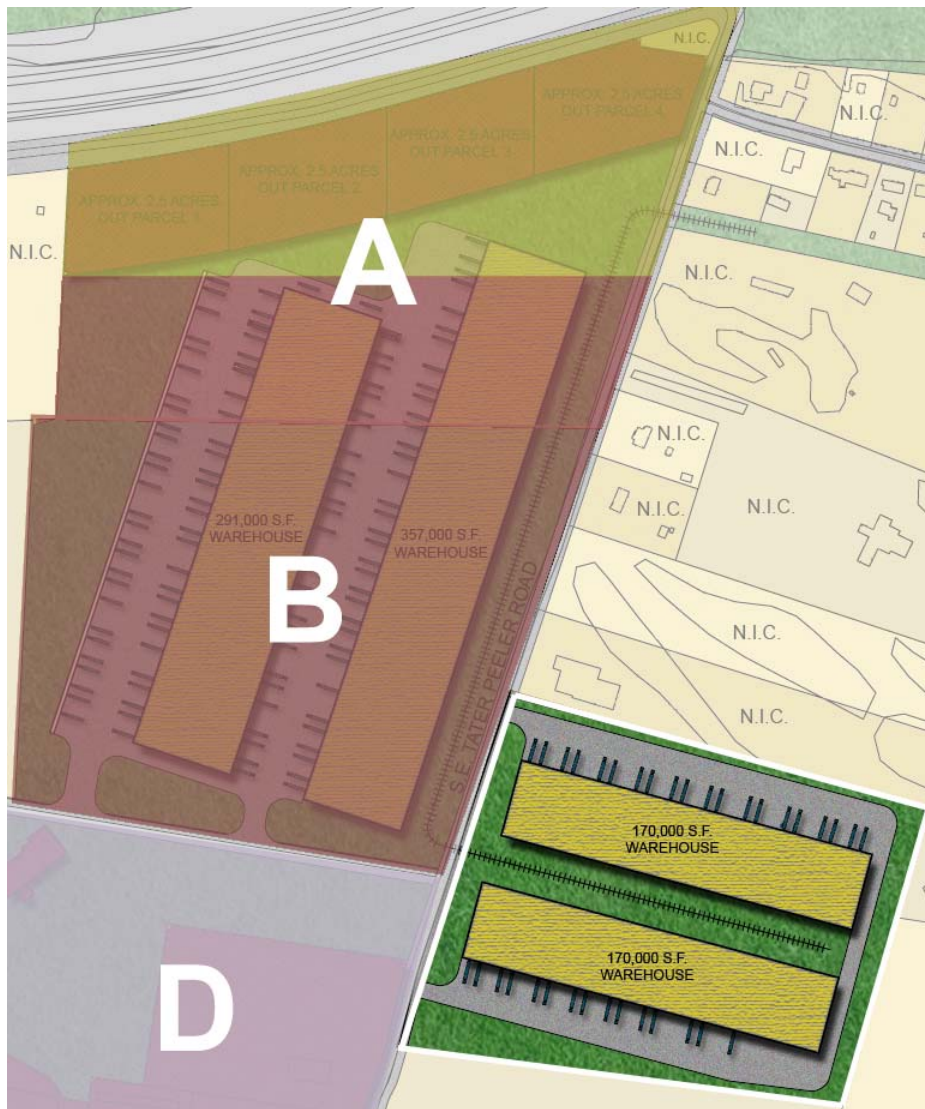 N.I.C.
APPROX. 2.5 ACRES
OUT PARCEL 4
APPROX. 2.5 ACRES
OUT PARCEL 3
APPROX. 2.5 ACRES
OUT PARCEL 2
APPROX. 2.5 ACRES
OUT PARCEL 1
N.I.C.
N.I.C.
N.I.C.
A
N.I.C.
N.I.C.
N.I.C.
N.I.C.
291,000 S.F.
WAREHOUSE
357,000 S.F.
WAREHOUSE
B
S.E. TATER PEELER ROAD
N.I.C.
N.I.C.
170,000 S.F.
WAREHOUSE
170,000 S.F.
WAREHOUSE
D